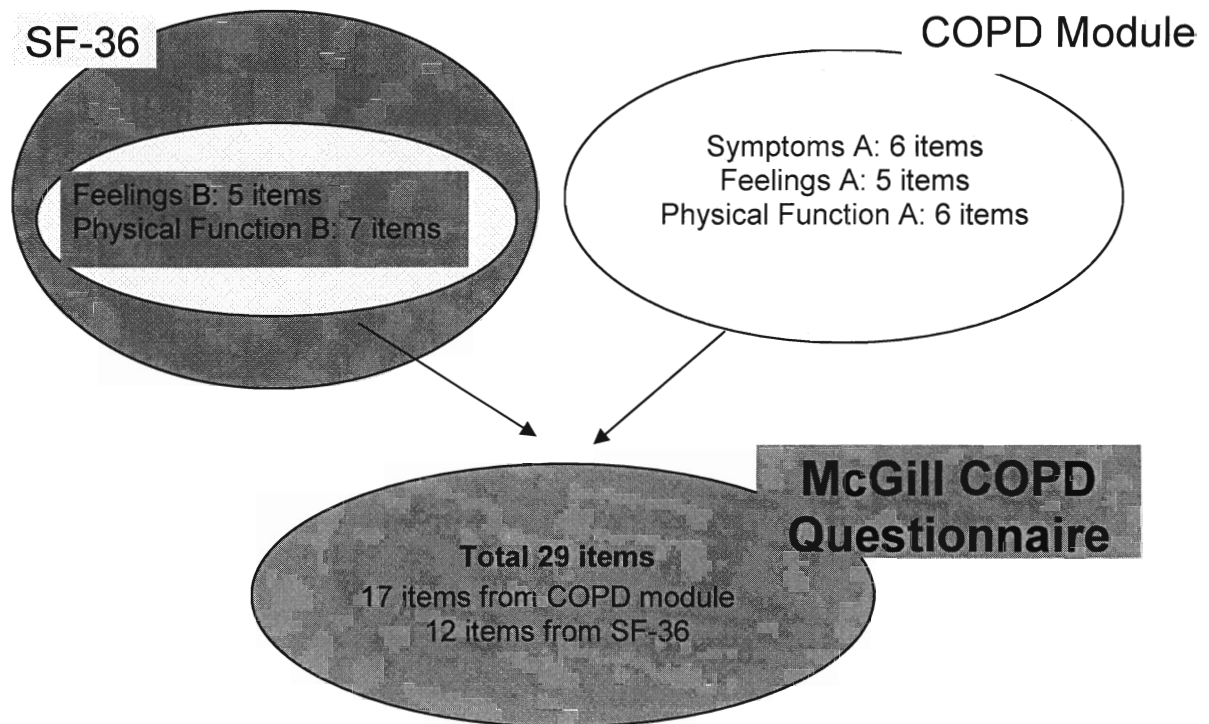 SF-36
COPD Module
Feelings B: 5 items
Physical Function B: 7 items
Symptoms A: 6 items
Feelings A: 5 items
Physical Function A: 6 items
McGill COPD
Questionnaire
Total 29 items
17 items from COPD module
12 items from SF-36